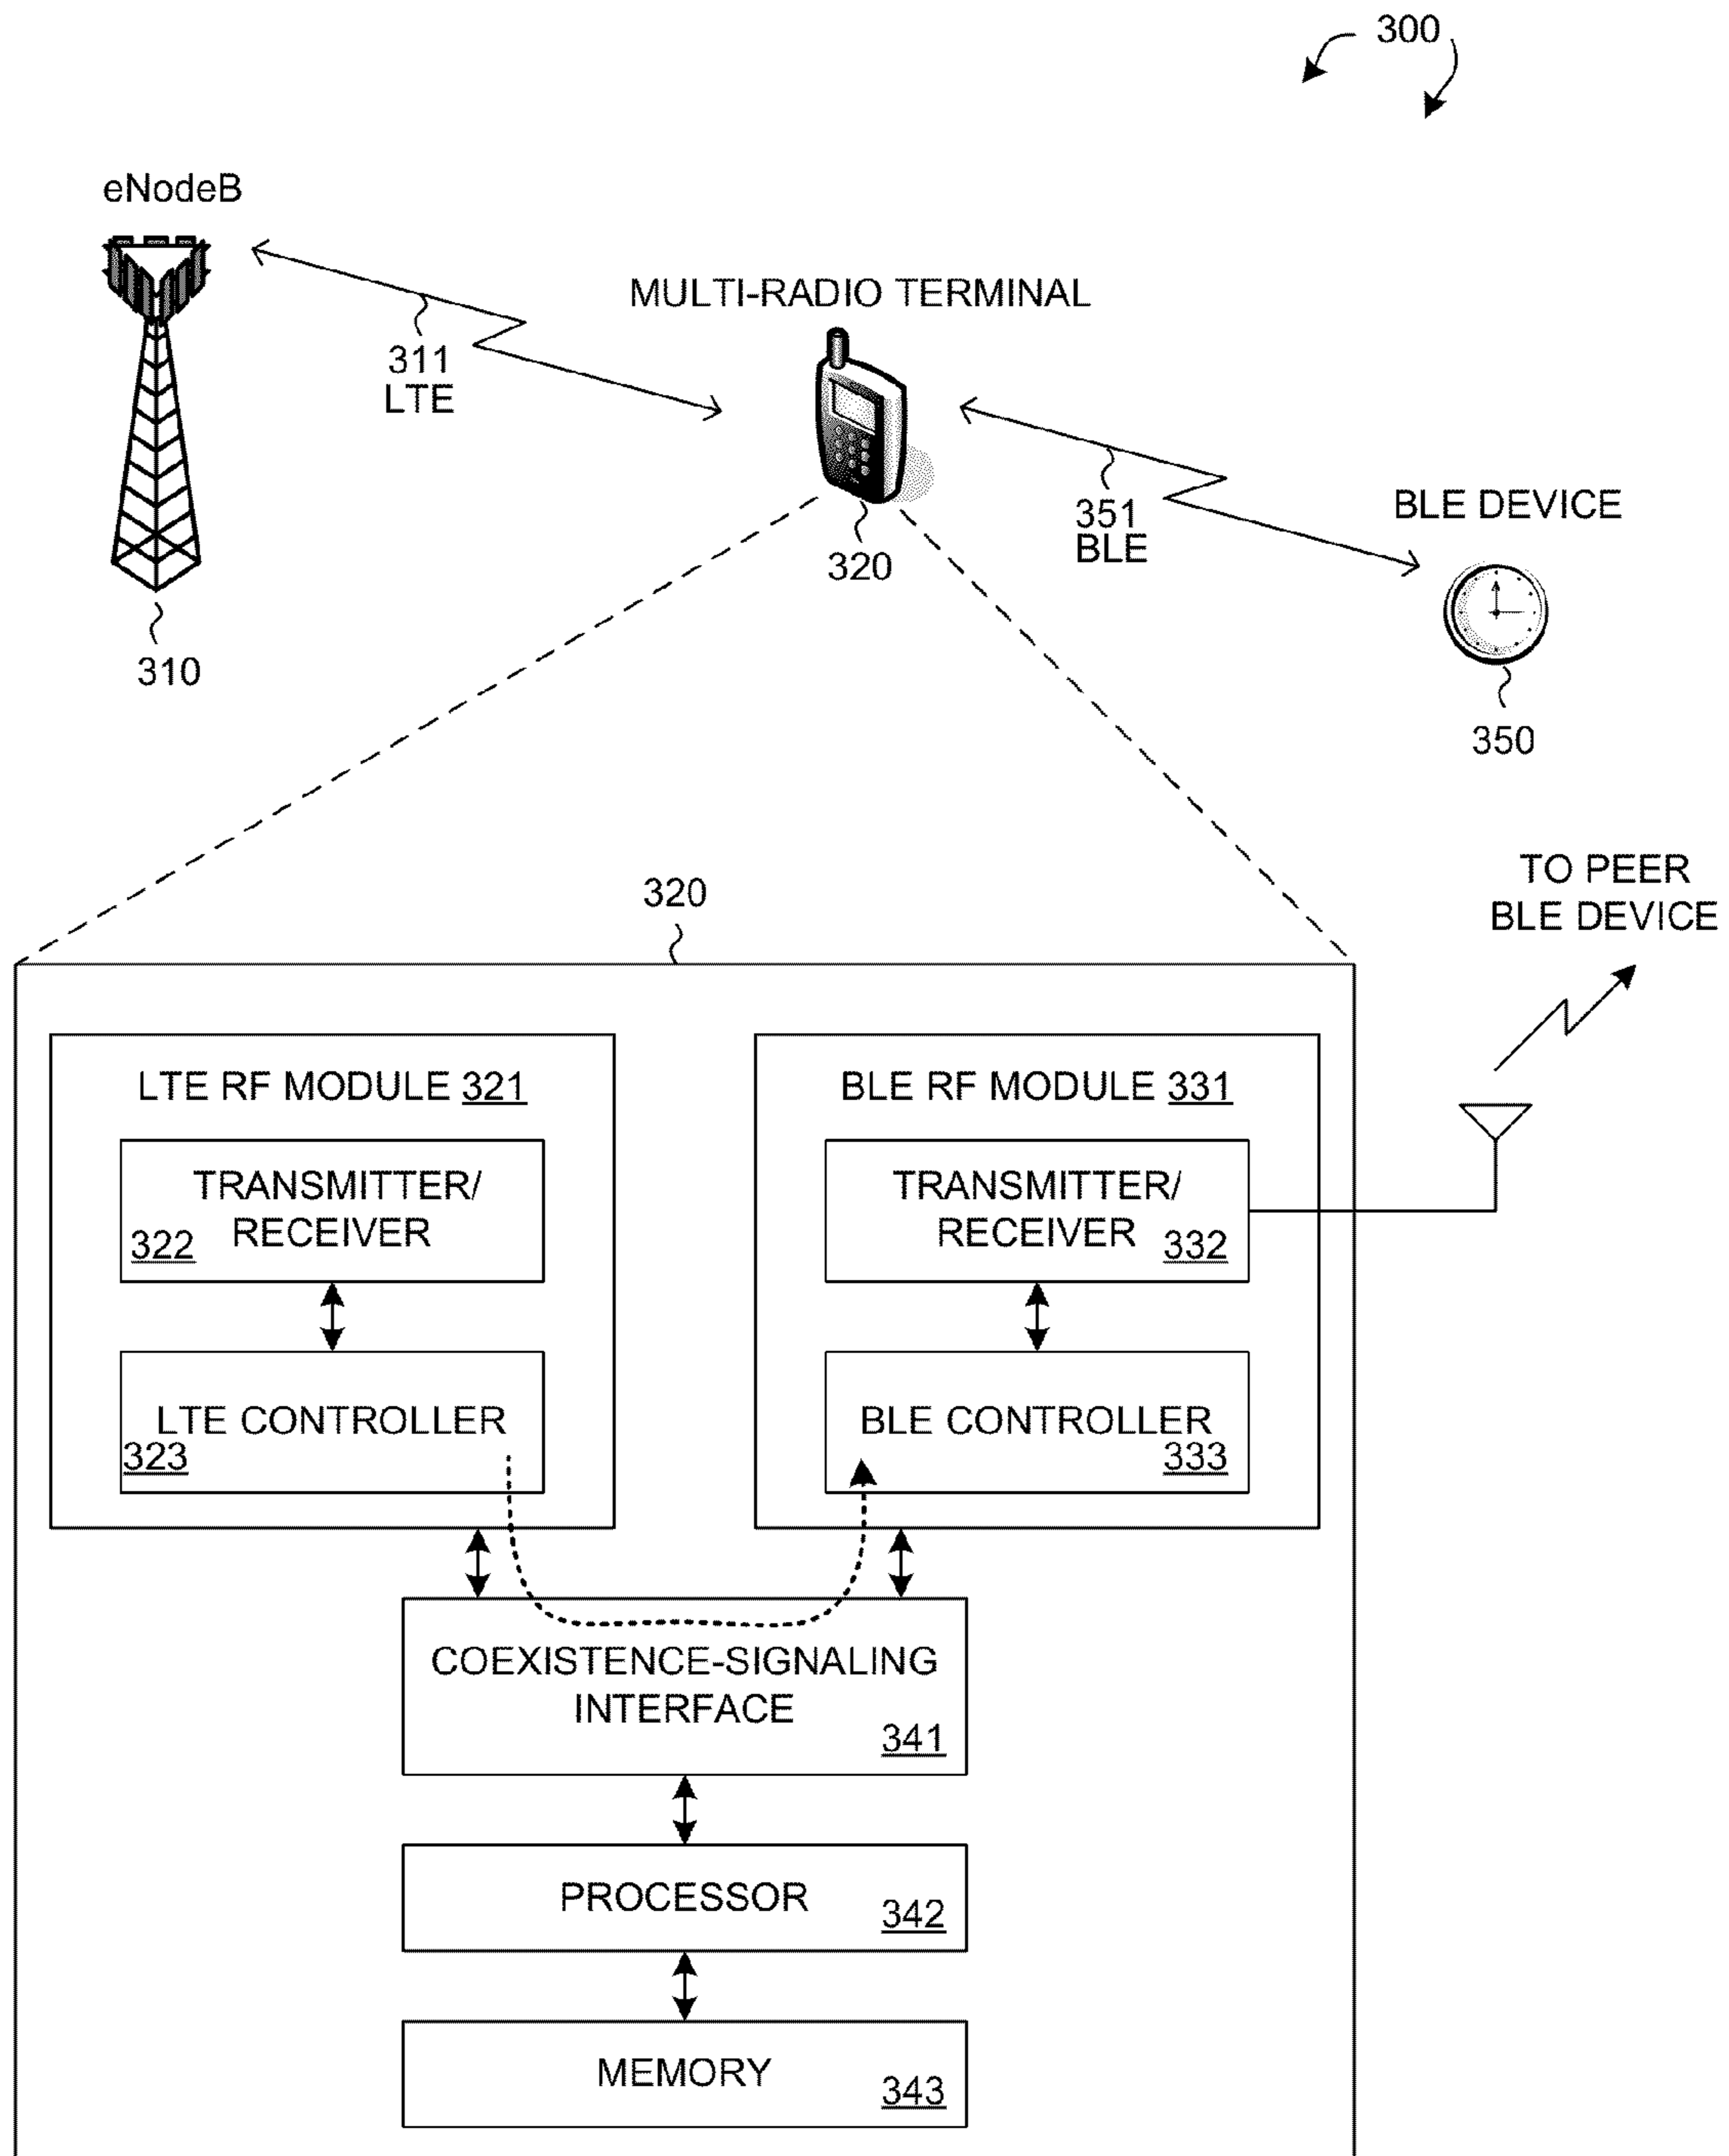 300
eNodeB
MULTI-RADIO TERMINAL
311
LTE
351
BLE
BLE DEVICE
320
310
350
TO PEER
BLE DEVICE
320
LTE RF MODULE 321
TRANSMITTER/
RECEIVER
322
LTE CONTROLLER
323
BLE RF MODULE 331
TRANSMITTER/
RECEIVER
332
BLE CONTROLLER
333
COEXISTENCE-SIGNALING
INTERFACE
341
PROCESSOR
342
MEMORY
343